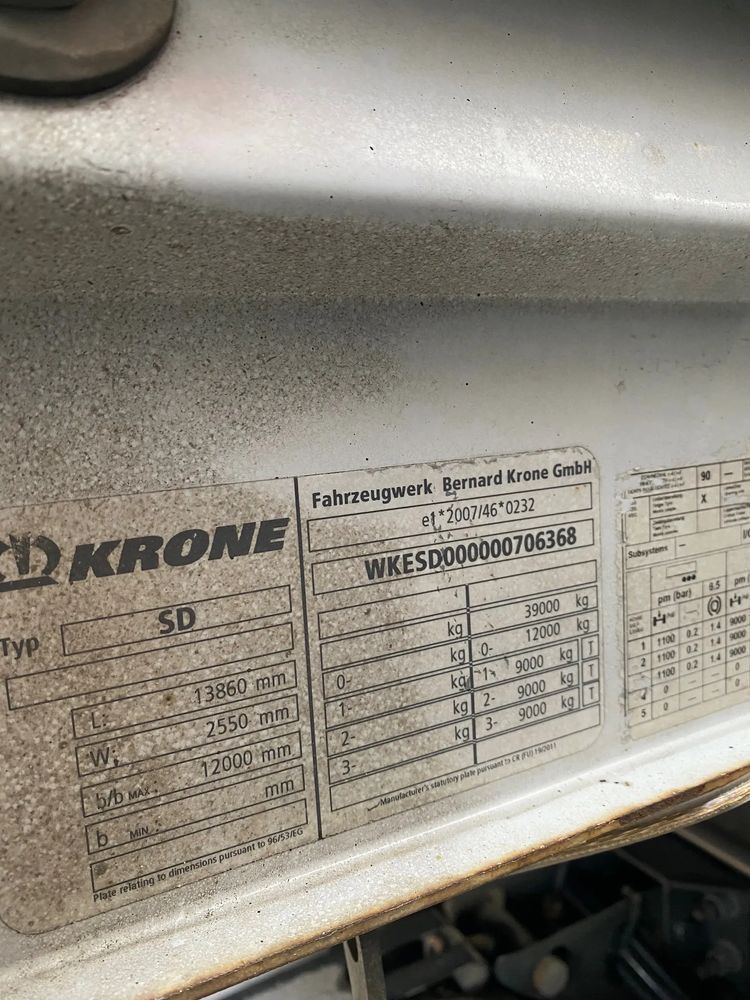 KRONE
Typ SD
L: 13860 mm
W: 2550 mm
b/b MAX. 12000 mm
b MIN. mm
Plate relating to dimensions pursuant to 96/53/EG
Fahrzeugwerk Bernard Krone GmbH
e1*2007/46*0232
WKESD000000706368
kg 39000 kg
0- kg 0- 12000 kg
1- kg 1- 9000 kg T
2- kg 2- 9000 kg T
3- kg 3- 9000 kg
Manufacturer's statutory plate pursuant to CR (EU) 19/2011
90 —
X
Subsystems —
pm (bar) 6.5 pm
1 1100 0.2 1.4 9000
2 1100 0.2 1.4 9000
3 1100 0.2 1.4 9000
4 0 — —
5 0 — — 0